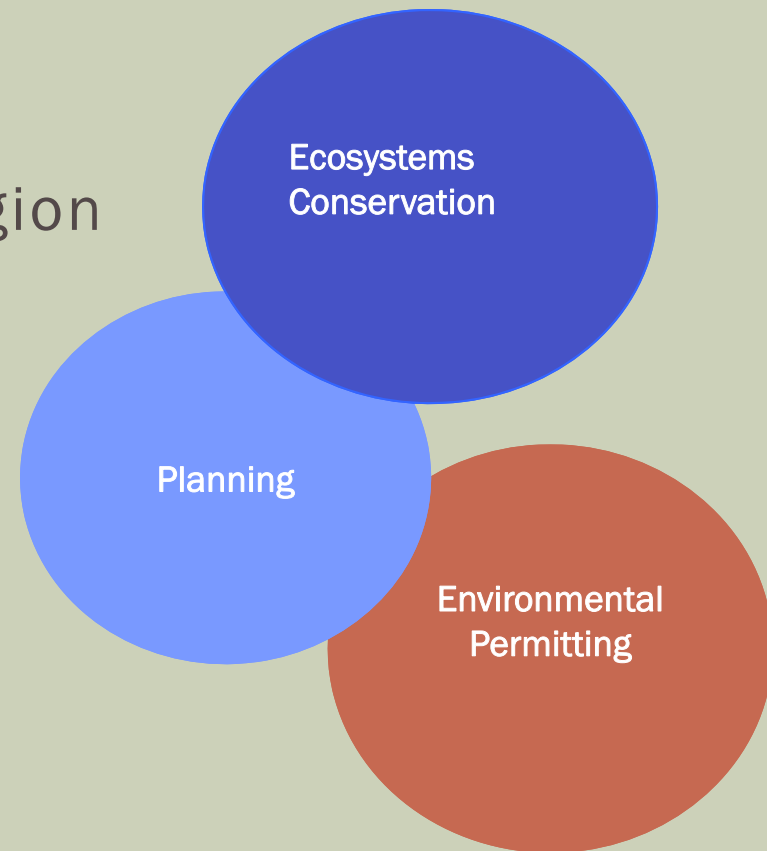 Ecosystems
Conservation
gion
Planning
Environmental
Permitting